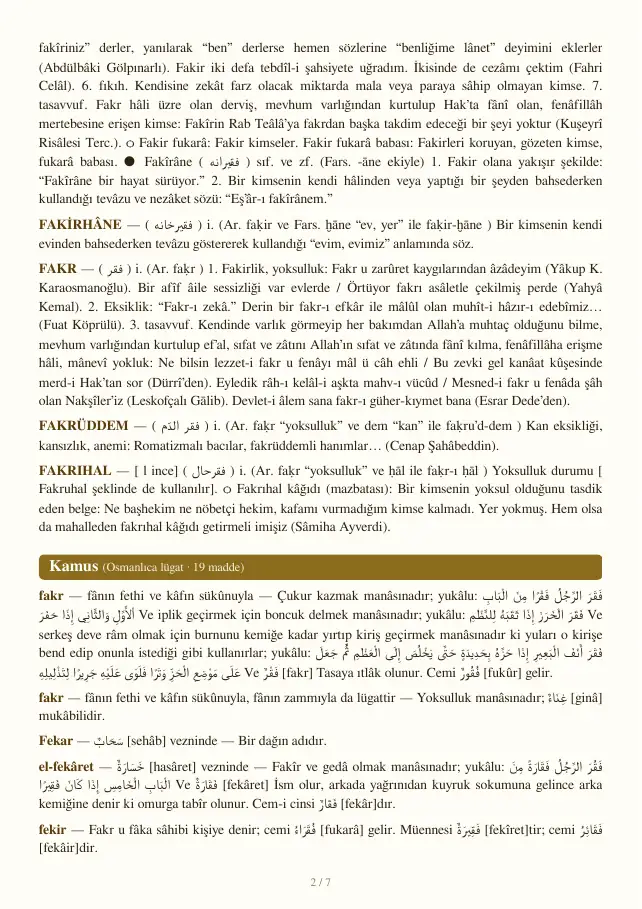 fakîriniz” derler, yanılarak “ben” derlerse hemen sözlerine “benliğime lânet” deyimini eklerler
(Abdülbâki Gölpınarlı). Fakir iki defa tebdîl-i şahsiyete uğradım. İkisinde de cezâmı çektim (Fahri
Celâl). 6. fıkıh. Kendisine zekât farz olacak miktarda mala veya paraya sâhip olmayan kimse. 7.
tasavvuf. Fakr hâli üzre olan derviş, mevhum varlığından kurtulup Hak’ta fânî olan, fenâfillâh
mertebesine erişen kimse: Fakîrin Rab Teâlâ’ya fakrdan başka takdim edeceği bir şeyi yoktur (Kuşeyrî
Risâlesi Terc.). ѻ Fakir fukarâ: Fakir kimseler. Fakir fukarâ babası: Fakirleri koruyan, gözeten kimse,
fukarâ babası. ● Fakîrâne ( فقيرانه ) sıf. ve zf. (Fars. -āne ekiyle) 1. Fakir olana yakışır şekilde:
“Fakîrâne bir hayat sürüyor.” 2. Bir kimsenin kendi hâlinden veya yaptığı bir şeyden bahsederken
kullandığı tevâzu ve nezâket sözü: “Eş’âr-ı fakîrânem.”
FAKİRHÂNE — ( فقيرخانه ) i. (Ar. faḳіr ve Fars. ḫāne “ev, yer” ile faḳіr-ḫāne ) Bir kimsenin kendi
evinden bahsederken tevâzu göstererek kullandığı “evim, evimiz” anlamında söz.
FAKR — ( فقر ) i. (Ar. faḳr ) 1. Fakirlik, yoksulluk: Fakr u zarûret kaygılarından âzâdeyim (Yâkup K.
Karaosmanoğlu). Bir afîf âile sessizliği var evlerde / Örtüyor fakrı asâletle çekilmiş perde (Yahyâ
Kemal). 2. Eksiklik: “Fakr-ı zekâ.” Derin bir fakr-ı efkâr ile mâlûl olan muhît-i hâzır-ı edebîmiz…
(Fuat Köprülü). 3. tasavvuf. Kendinde varlık görmeyip her bakımdan Allah’a muhtaç olduğunu bilme,
mevhum varlığından kurtulup ef’al, sıfat ve zâtını Allah’ın sıfat ve zâtında fânî kılma, fenâfillâha erişme
hâli, mânevî yokluk: Ne bilsin lezzet-i fakr u fenâyı mâl ü câh ehli / Bu zevki gel kanâat kûşesinde
merd-i Hak’tan sor (Dürrî’den). Eyledik râh-ı kelâl-i aşkta mahv-ı vücûd / Mesned-i fakr u fenâda şâh
olan Nakşîler’iz (Leskofçalı Gālib). Devlet-i âlem sana fakr-ı güher-kıymet bana (Esrar Dede’den).
FAKRÜDDEM — ( فقر الدّم ) i. (Ar. faḳr “yoksulluk” ve dem “kan” ile faḳru’d-dem ) Kan eksikliği,
kansızlık, anemi: Romatizmalı bacılar, fakrüddemli hanımlar… (Cenap Şahâbeddin).
FAKRIHAL — [ l ince] ( فقرحال ) i. (Ar. faḳr “yoksulluk” ve ḥāl ile faḳr-ı ḥāl ) Yoksulluk durumu [
Fakruhal şeklinde de kullanılır]. ѻ Fakrıhal kâğıdı (mazbatası): Bir kimsenin yoksul olduğunu tasdik
eden belge: Ne başhekim ne nöbetçi hekim, kafamı vurmadığım kimse kalmadı. Yer yokmuş. Hem olsa
da mahalleden fakrıhal kâğıdı getirmeli imişiz (Sâmiha Ayverdi).
Kamus (Osmanlıca lügat · 19 madde)
fakr — fânın fethi ve kâfın sükûnuyla — Çukur kazmak manâsınadır; yukâlu: فَقَرَ الرَّجُلُ فَقْرًا مِنَ الْبَابِ
الْأَوَّلِ وَالثَّانِي إِذَا حَفَرَ Ve iplik geçirmek için boncuk delmek manâsınadır; yukâlu: فَقَرَ الْخَرَزَ إِذَا ثَقَبَهُ لِلنَّظْمِ Ve
serkeş deve râm olmak için burnunu kemiğe kadar yırtıp kiriş geçirmek manâsınadır ki yuları o kirişe
bend edip onunla istediği gibi kullanırlar; yukâlu: فَقَرَ أَنْفَ الْبَعِيرِ إِذَا حَزَّهُ بِحَدِيدَةٍ حَتَّى يَخْلُصَ إِلَى الْعَظْمِ ثُمَّ جَعَلَ
عَلَى مَوْضِعِ الْحَزِّ وَتَرًا فَلَوَى عَلَيْهِ جَرِيرًا لِتَذْلِيلِهِ Ve فَقْرٌ [fakr] Tasaya ıtlâk olunur. Cemi فُقُورٌ [fukûr] gelir.
fakr — fânın fethi ve kâfın sükûnuyla, fânın zammıyla da lügattir — Yoksulluk manâsınadır; غِنَاءٌ [ginâ]
mukâbilidir.
Fekar — سَحَابٌ [sehâb] vezninde — Bir dağın adıdır.
el-fekâret — خَسَارَةٌ [hasâret] vezninde — Fakîr ve gedâ olmak manâsınadır; yukâlu: فَقُرَ الرَّجُلُ فَقَارَةً مِنَ
الْبَابِ الْخَامِسِ إِذَا كَانَ فَقِيرًا Ve فَقَارَةٌ [fekâret] İsm olur, arkada yağrınıdan kuyruk sokumuna gelince arka
kemiğine denir ki omurga tabîr olunur. Cem-i cinsi فَقَارٌ [fekâr]dır.
fekir — Fakr u fâka sâhibi kişiye denir; cemi فُقَرَاءُ [fukarâ] gelir. Müennesi فَقِيرَةٌ [fekîret]tir; cemi فَقَائِرُ
[fekâir]dir.
2 / 7